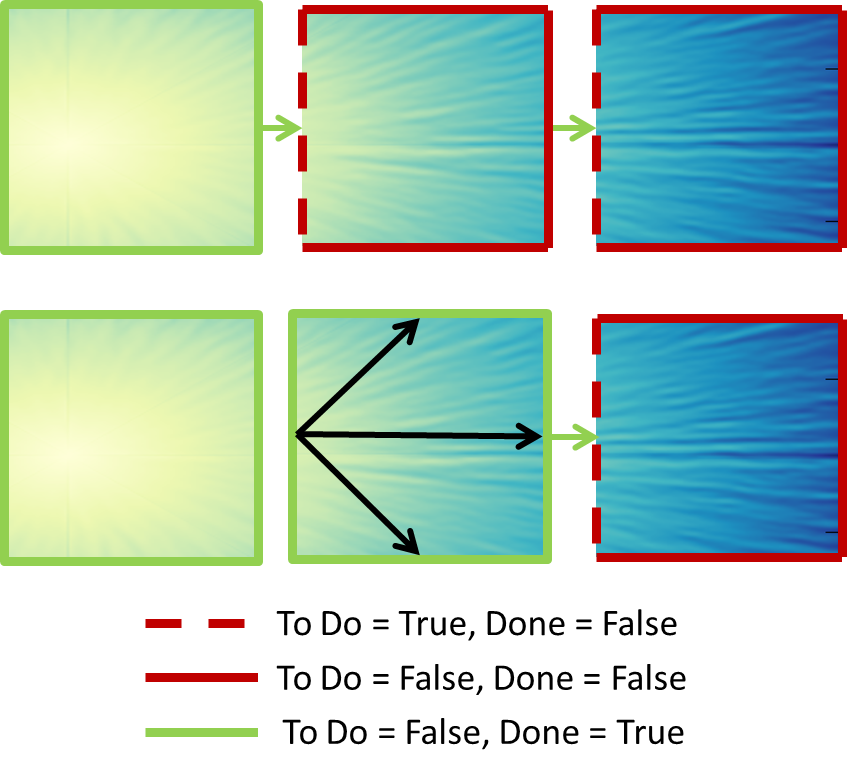 To Do = True, Done = False
To Do = False, Done = False
To Do = False, Done = True